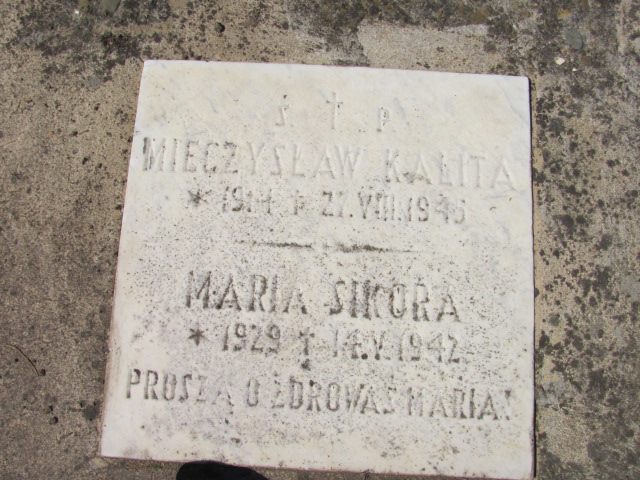 Ś † P
MIECZYSŁAW KALITA
* 1914 † 27.VIII.1945
MARIA SIKORA
* 1929 † 14.V.1942
PROSZĄ O ZDROWAŚ MARIA!